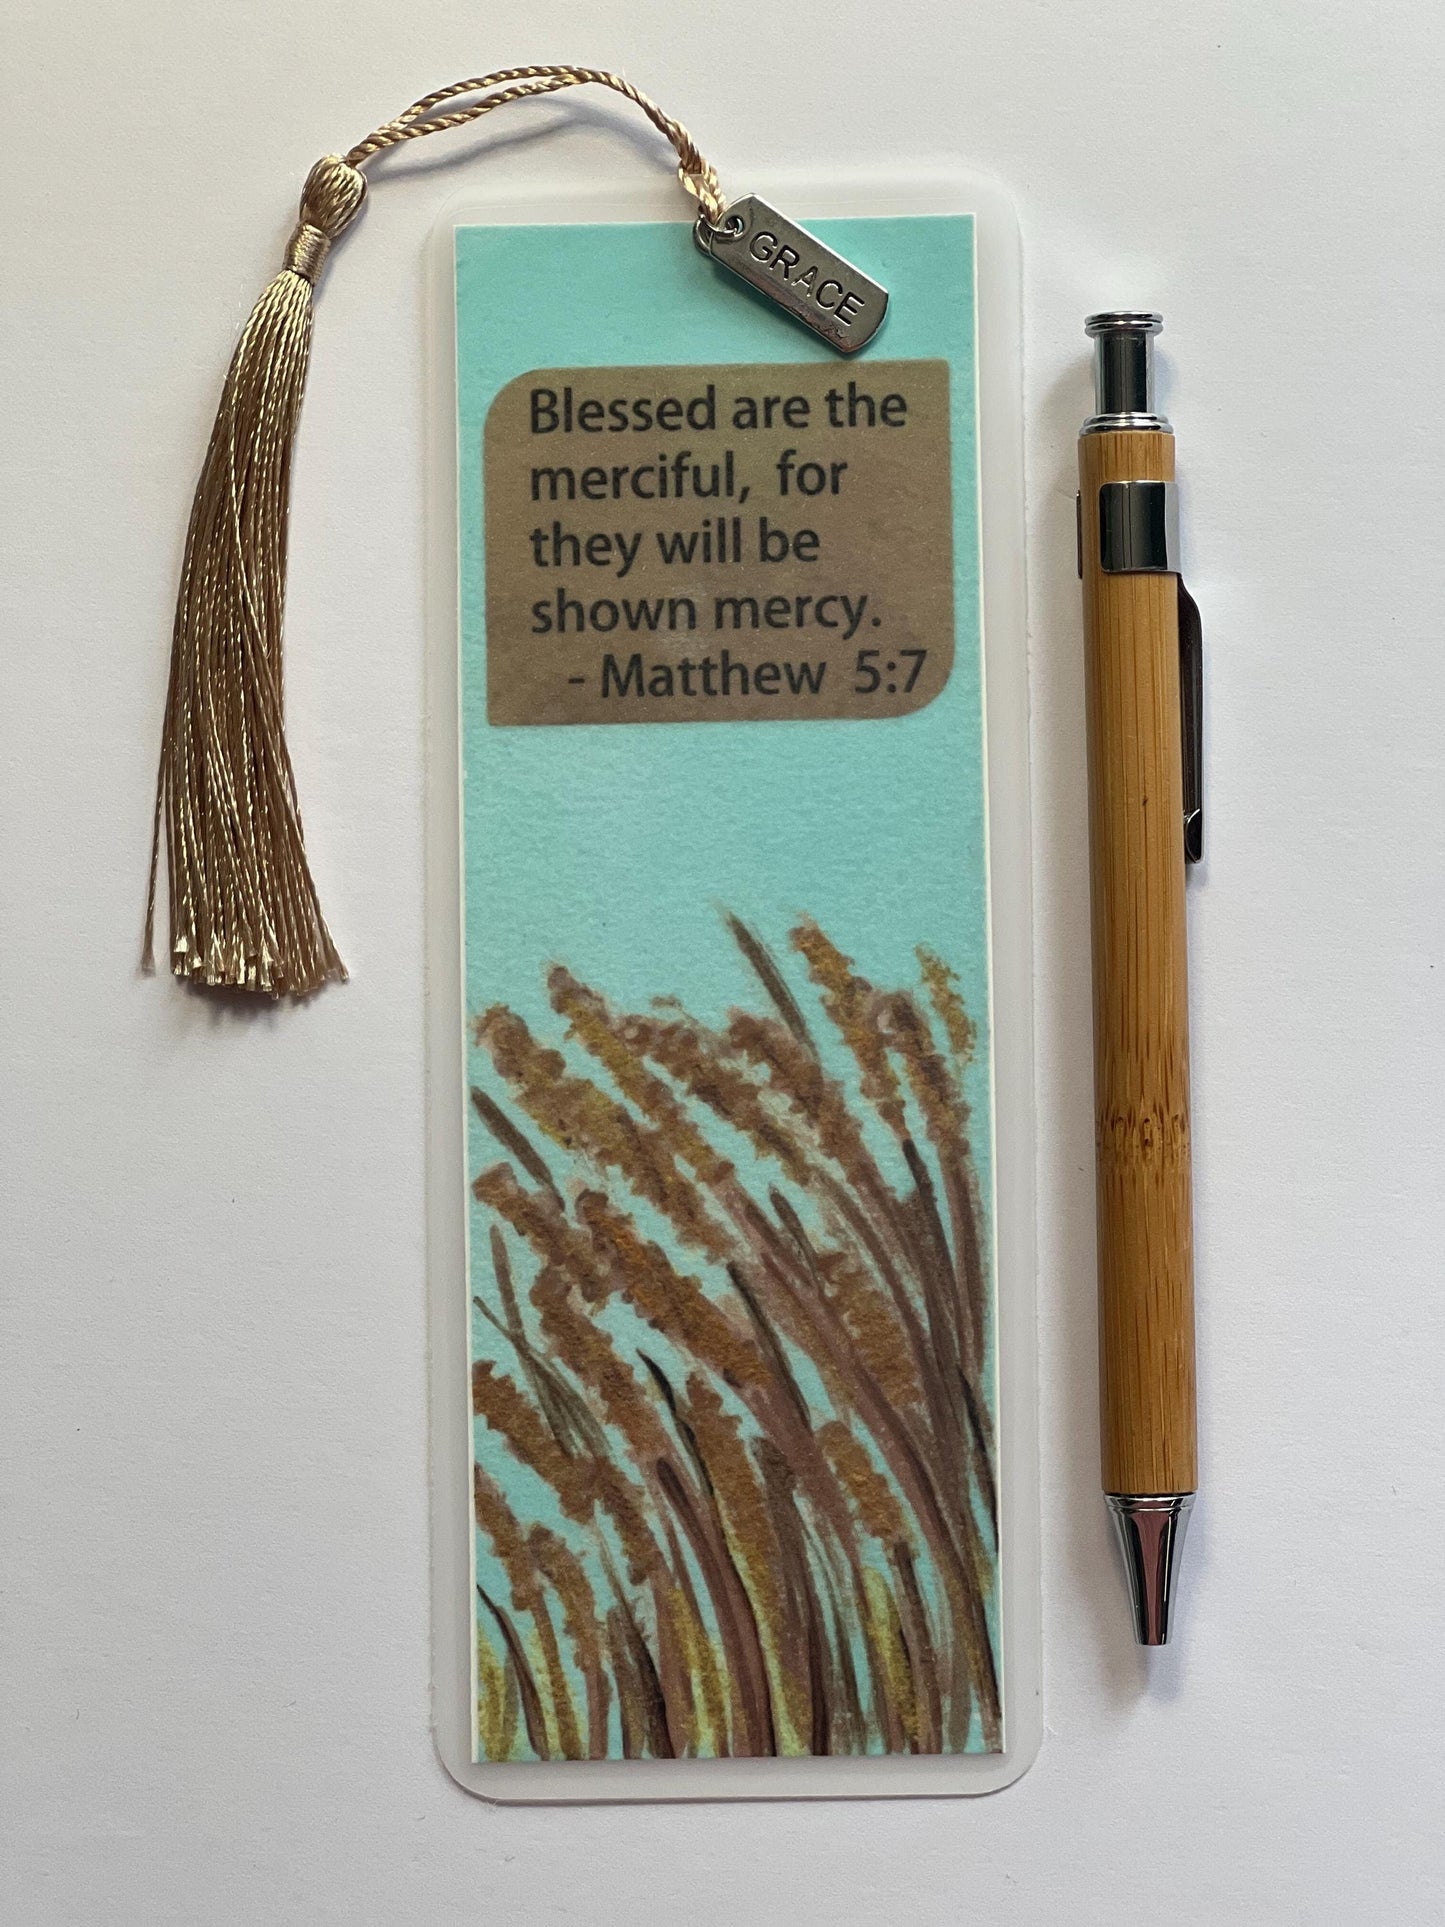 GRACE
Blessed are the
merciful, for
they will be
shown mercy.
- Matthew 5:7